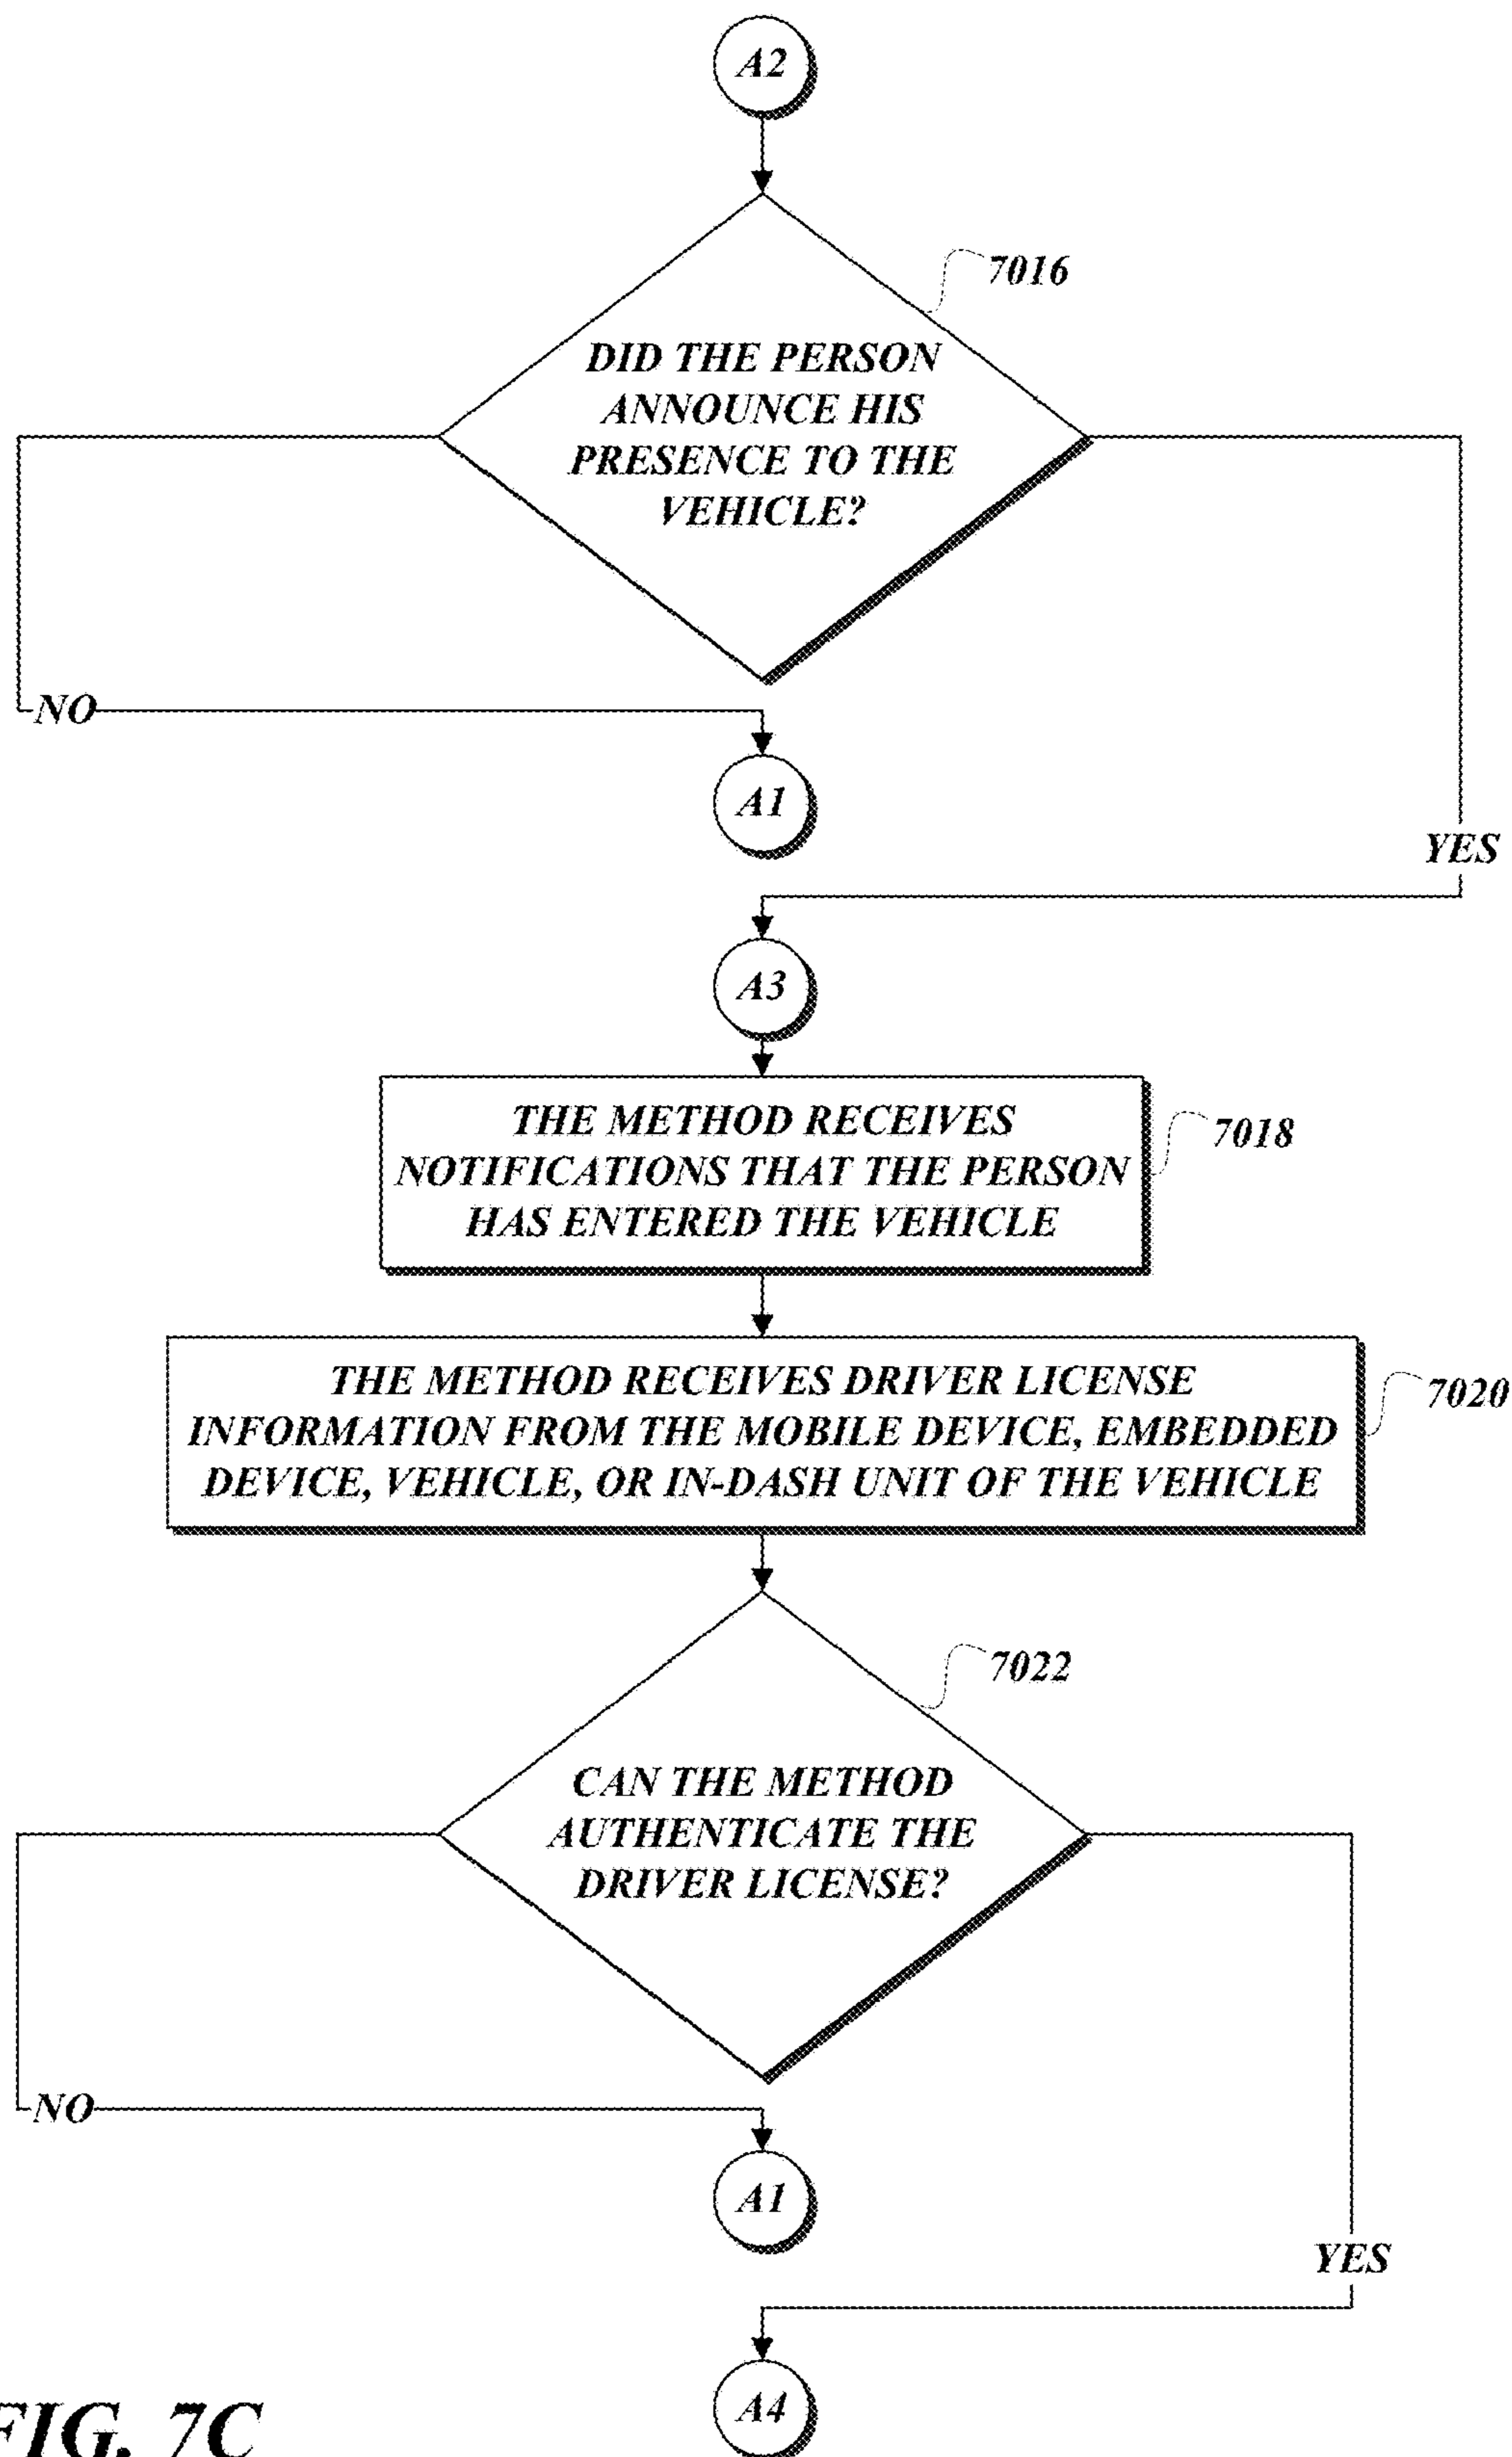 A2
7016
DID THE PERSON
ANNOUNCE HIS
PRESENCE TO THE
VEHICLE?
NO
A1
YES
A3
THE METHOD RECEIVES
NOTIFICATIONS THAT THE PERSON
HAS ENTERED THE VEHICLE
7018
THE METHOD RECEIVES DRIVER LICENSE
INFORMATION FROM THE MOBILE DEVICE, EMBEDDED
DEVICE, VEHICLE, OR IN-DASH UNIT OF THE VEHICLE
7020
7022
CAN THE METHOD
AUTHENTICATE THE
DRIVER LICENSE?
NO
A1
YES
A4
FIG. 7C